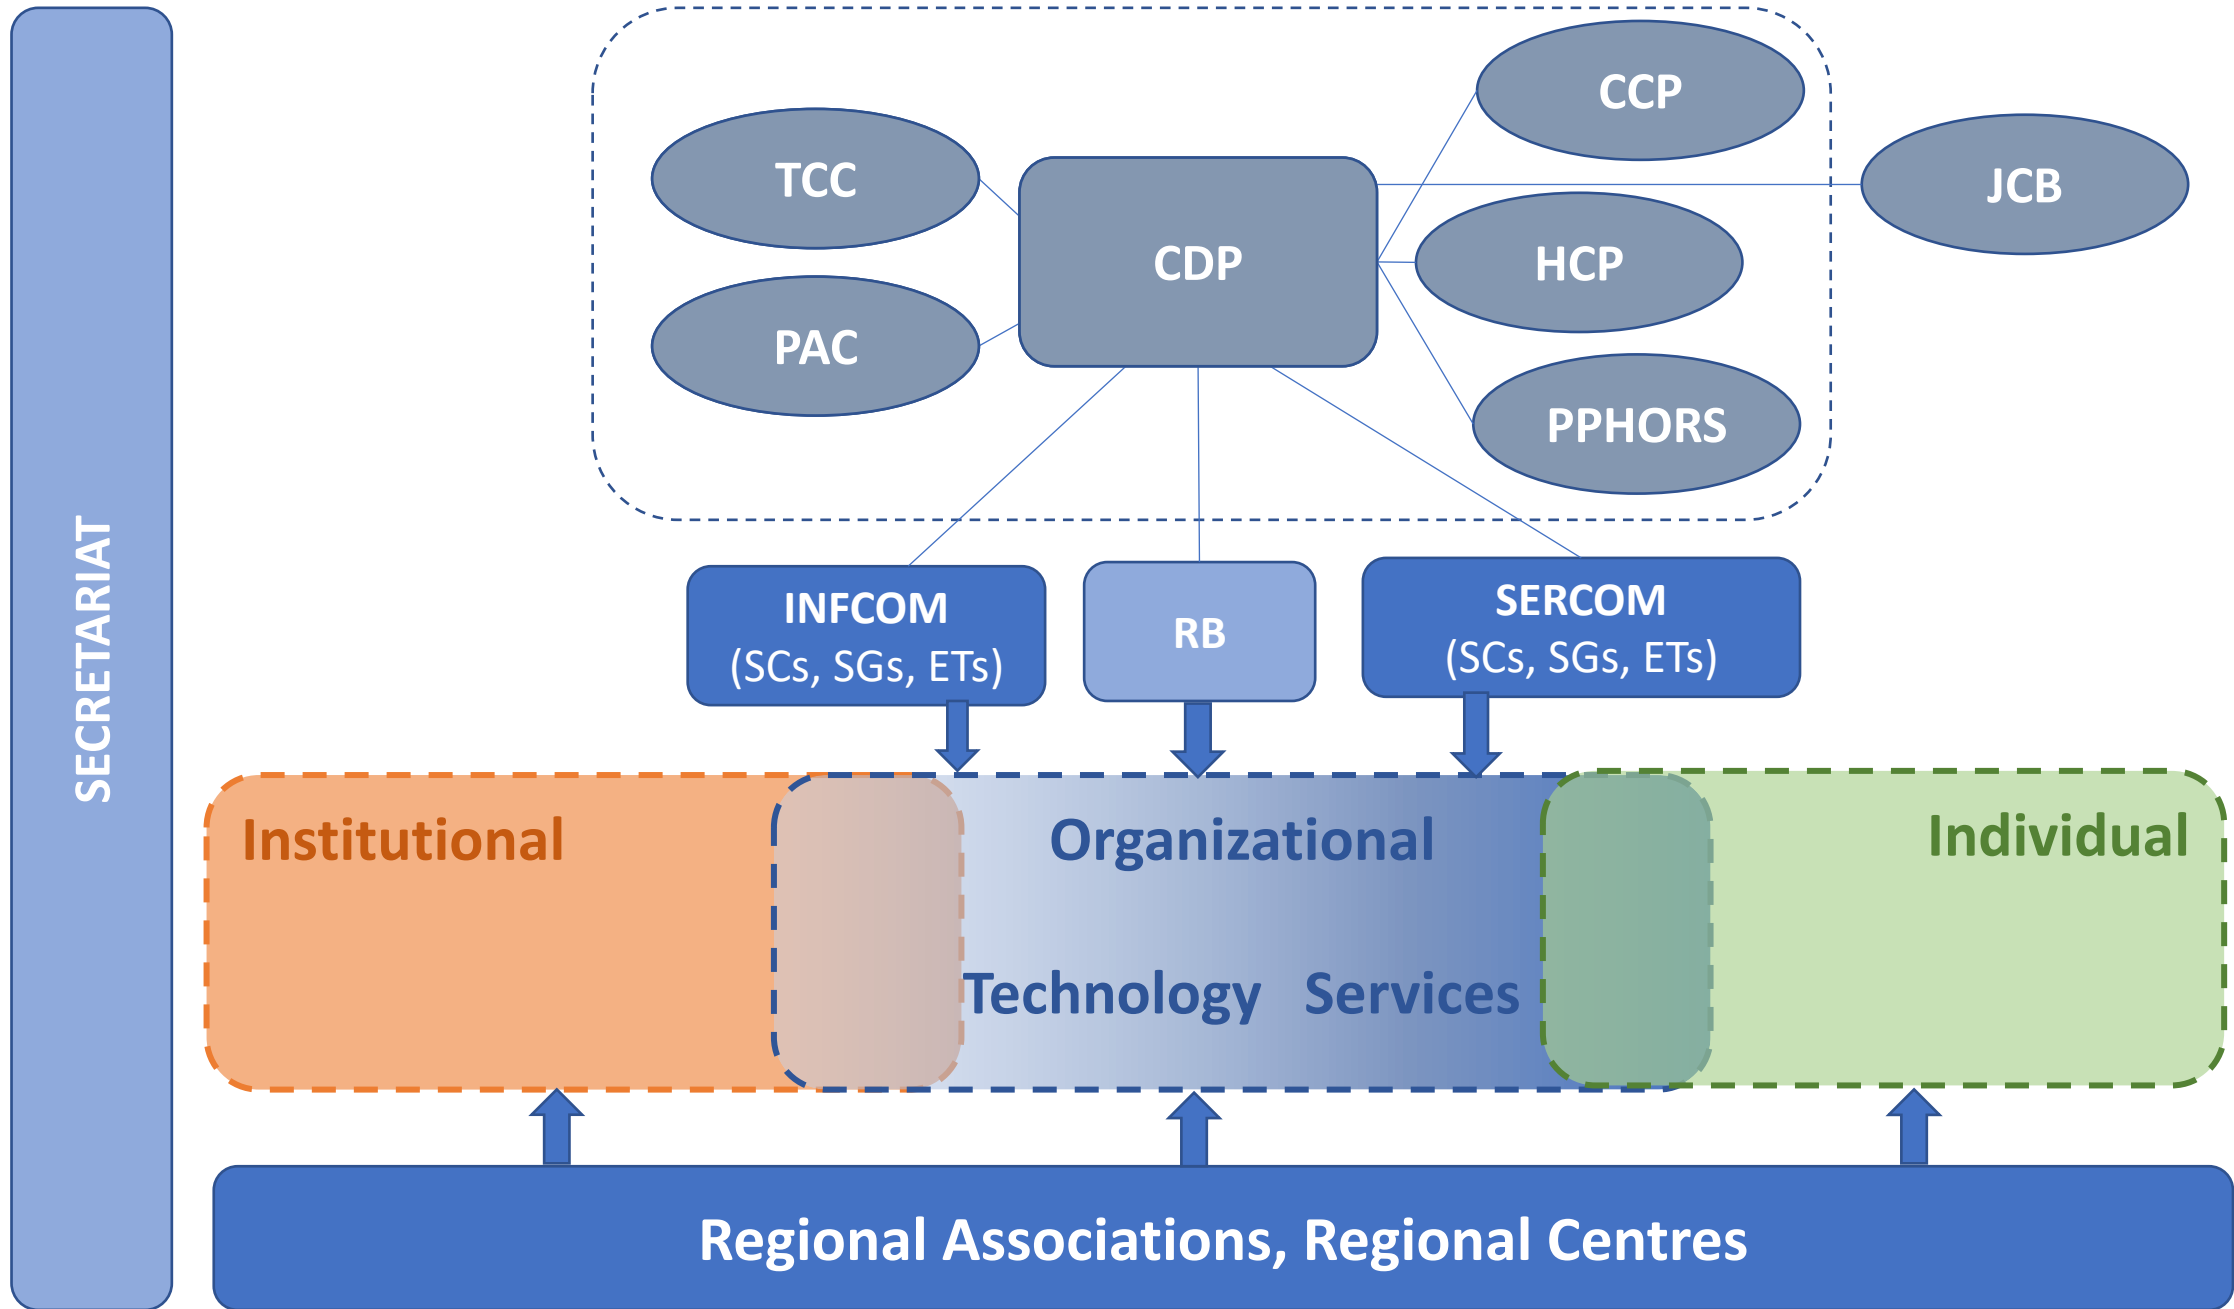 SECRETARIAT
CCP
TCC
JCB
CDP
HCP
PAC
PPHORS
INFCOM
(SCs, SGs, ETs)
RB
SERCOM
(SCs, SGs, ETs)
Institutional
Organizational
Individual
Technology Services
Regional Associations, Regional Centres